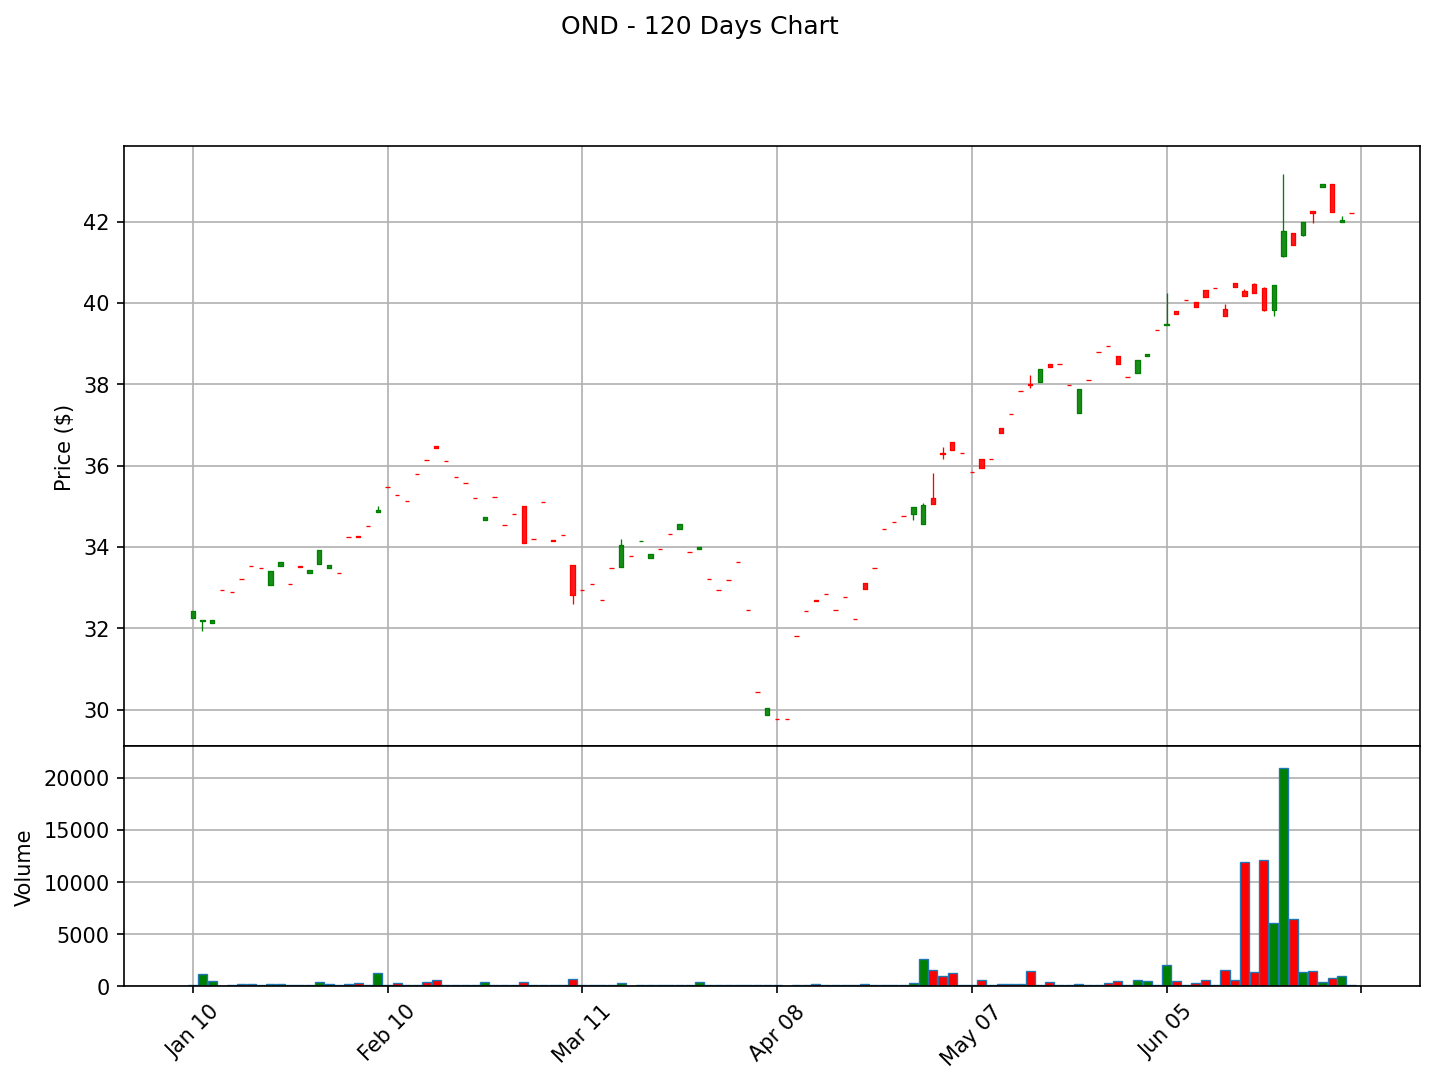 OND - 120 Days Chart
Price ($)
42
40
38
36
34
32
30
Volume
20000
15000
10000
5000
0
Jan 10
Feb 10
Mar 11
Apr 08
May 07
Jun 05